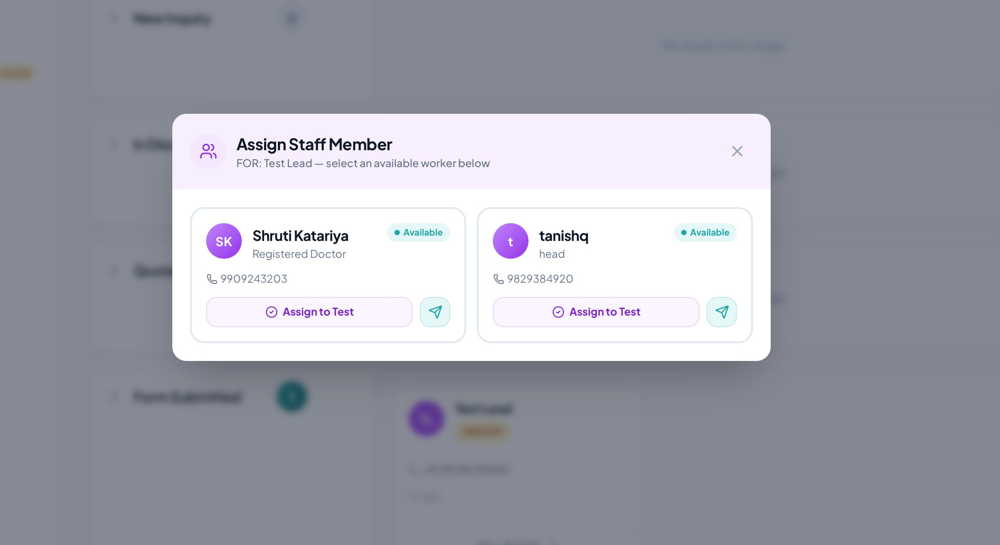 New Inquiry
Assign Staff Member
FOR: Test Lead — select an available worker below
SK
Shruti Katariya
Available
Registered Doctor
9909243203
Assign to Test
t
tanishq
Available
head
9829384920
Assign to Test
Form Submitted
Test Lead